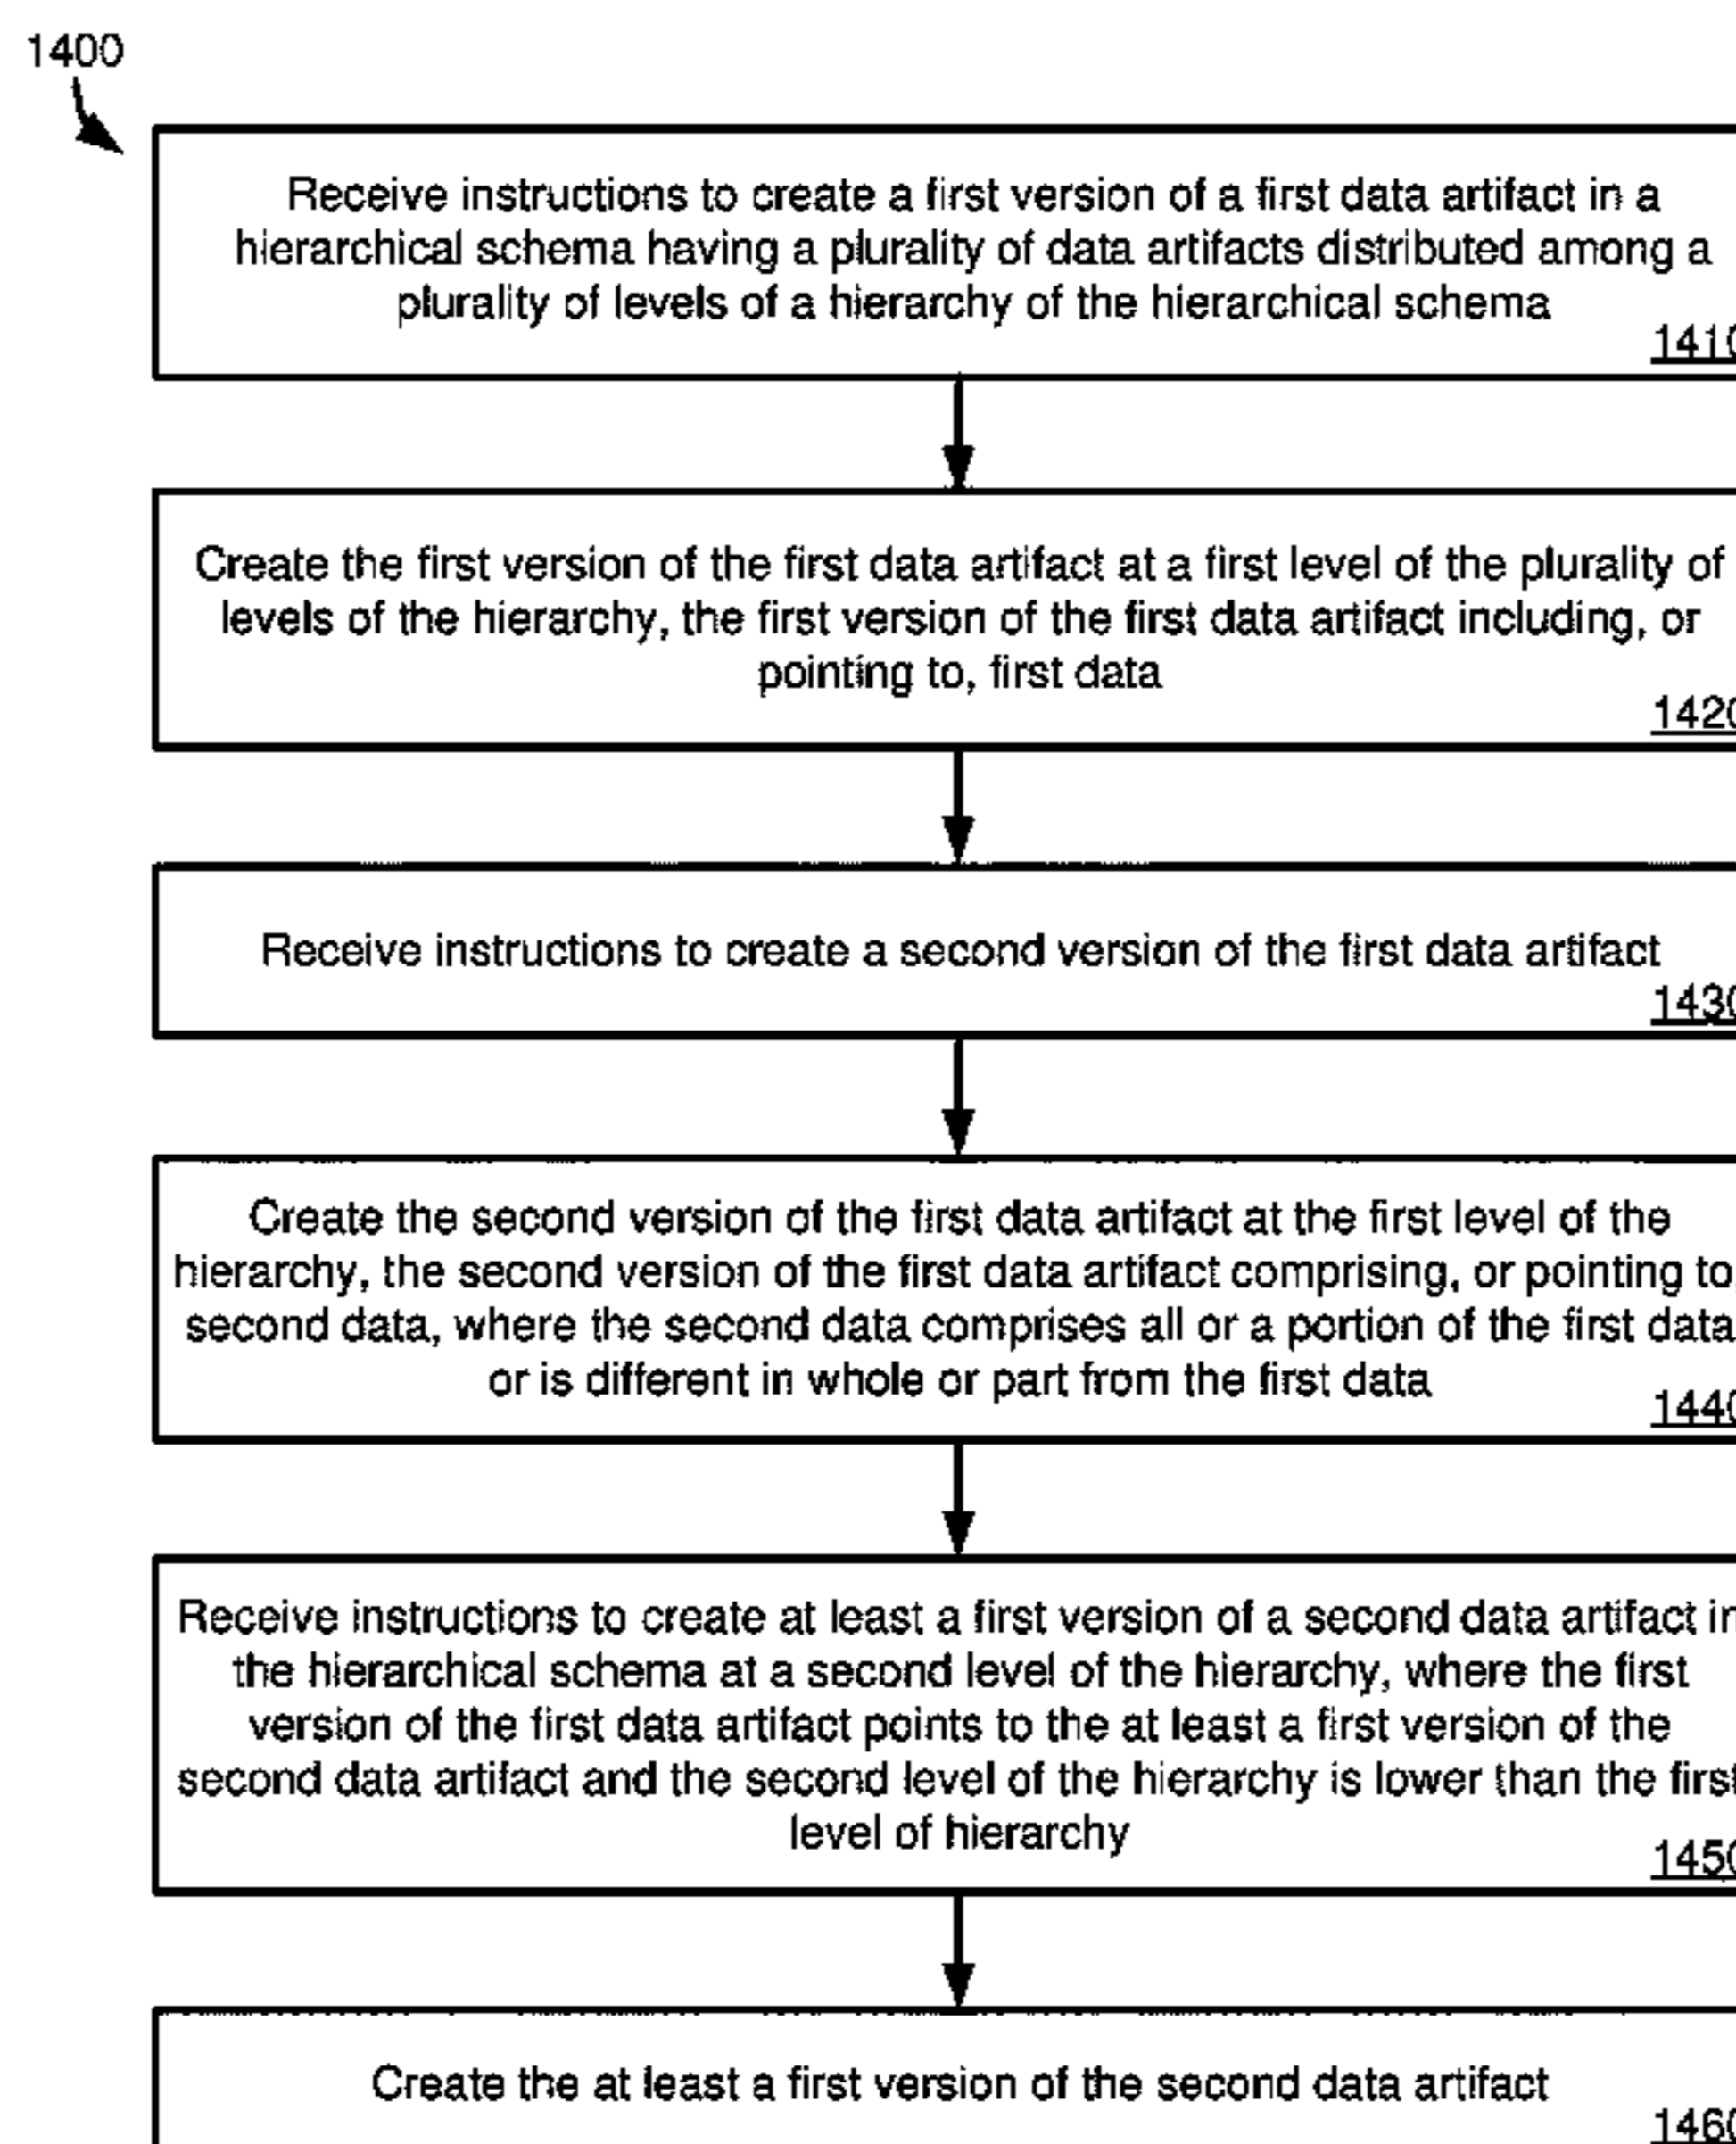 1400
Receive instructions to create a first version of a first data artifact in a
hierarchical schema having a plurality of data artifacts distributed among a
plurality of levels of a hierarchy of the hierarchical schema
1410
Create the first version of the first data artifact at a first level of the plurality of
levels of the hierarchy, the first version of the first data artifact including, or
pointing to, first data
1420
Receive instructions to create a second version of the first data artifact
1430
Create the second version of the first data artifact at the first level of the
hierarchy, the second version of the first data artifact comprising, or pointing to
second data, where the second data comprises all or a portion of the first data
or is different in whole or part from the first data
1440
Receive instructions to create at least a first version of a second data artifact in
the hierarchical schema at a second level of the hierarchy, where the first
version of the first data artifact points to the at least a first version of the
second data artifact and the second level of the hierarchy is lower than the first
level of hierarchy
1450
Create the at least a first version of the second data artifact
1460